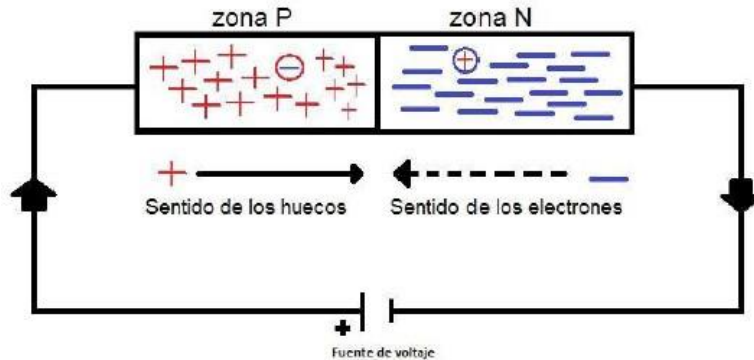 zona P
zona N
Sentido de los huecos
Sentido de los electrones
+
Fuente de voltaje